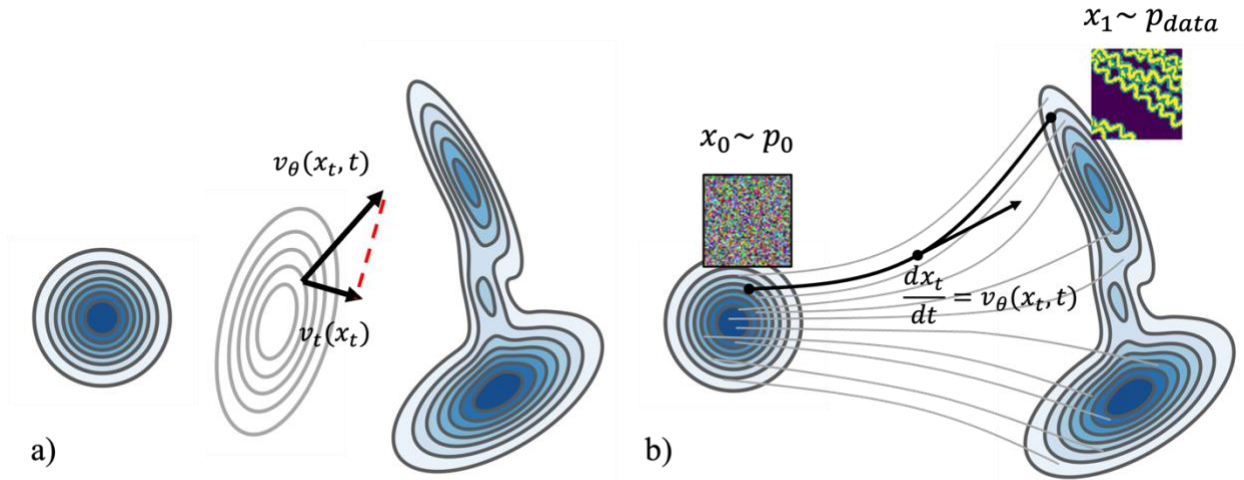 x₁~ p_data
x₀~ p₀
v_θ(x_t, t)
v_t(x_t)
dx_t/dt = v_θ(x_t, t)
a)
b)